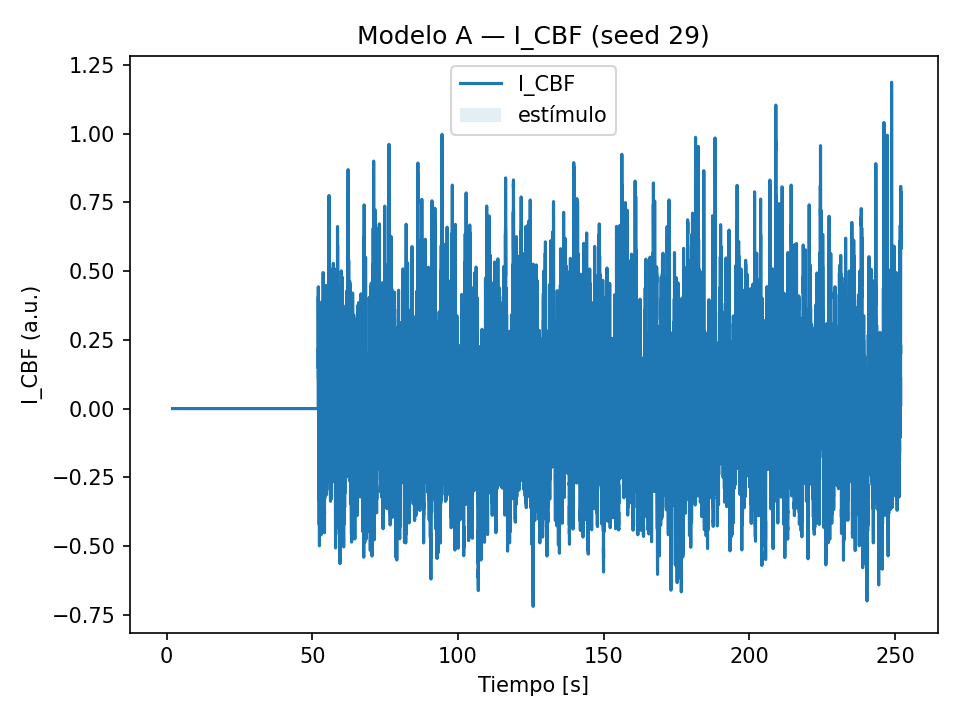 Modelo A — I_CBF (seed 29)
I_CBF
estímulo
1.25
1.00
0.75
0.50
0.25
0.00
−0.25
−0.50
−0.75
I_CBF (a.u.)
0 50 100 150 200 250
Tiempo [s]